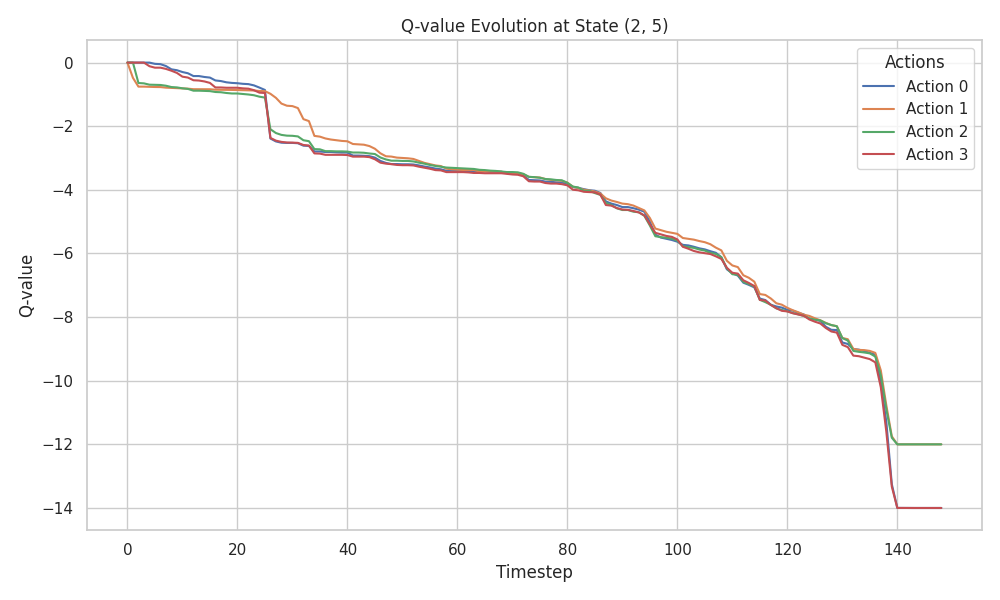 Q-value Evolution at State (2, 5)
Actions
Action 0
Action 1
Action 2
Action 3
Q-value
0
−2
−4
−6
−8
−10
−12
−14
0 20 40 60 80 100 120 140
Timestep